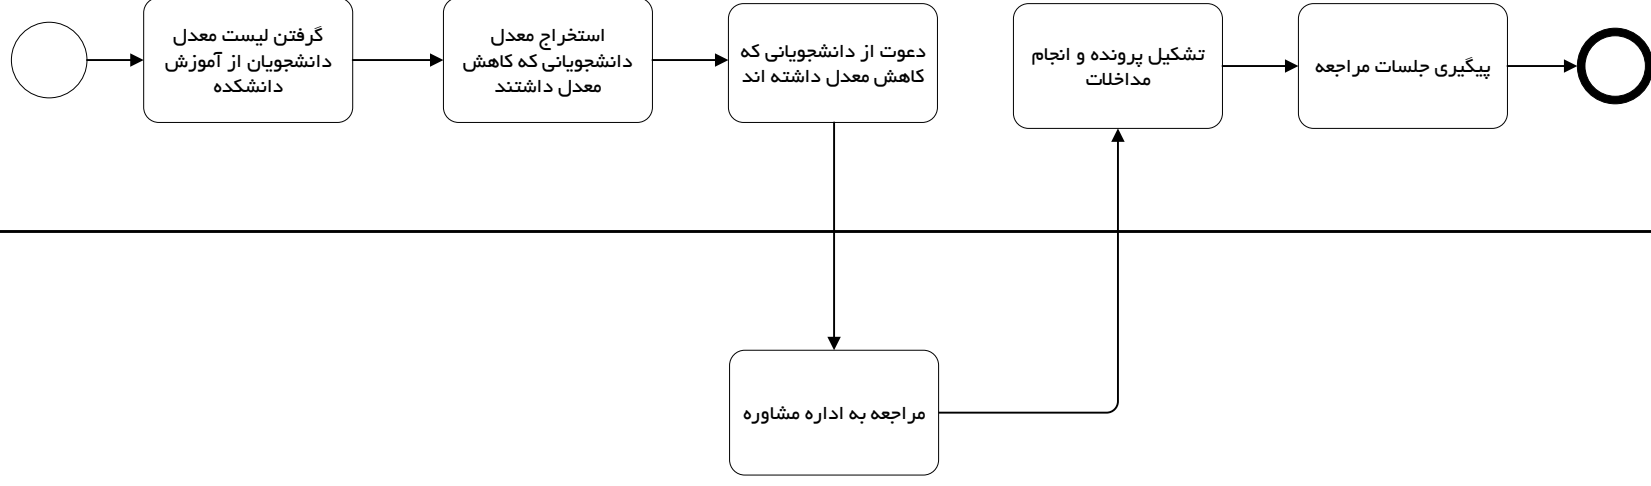 گرفتن لیست معدل
دانشجویان از آموزش
دانشکده
استخراج معدل
دانشجویانی که کاهش
معدل داشتند
دعوت از دانشجویانی که
کاهش معدل داشته اند
مراجعه به اداره مشاوره
تشکیل پرونده و انجام
مداخلات
پیگیری جلسات مراجعه